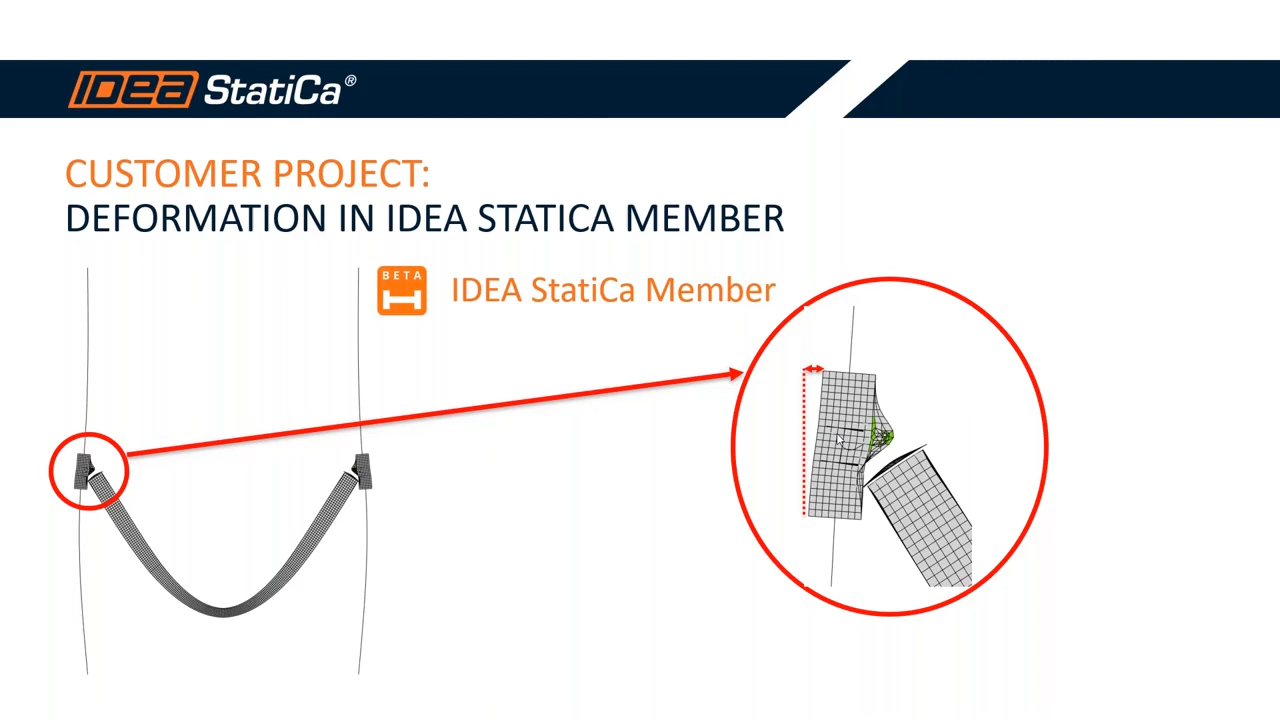 IDEA StatiCa®
CUSTOMER PROJECT:
DEFORMATION IN IDEA STATICA MEMBER
BETA
IDEA StatiCa Member